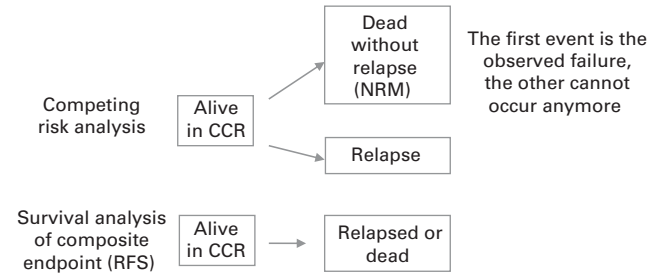 Dead
without
relapse
(NRM)
The first event is the
observed failure,
the other cannot
occur anymore
Competing
risk analysis
Alive
in CCR
Relapse
Survival analysis
of composite
endpoint (RFS)
Alive
in CCR
Relapsed or
dead